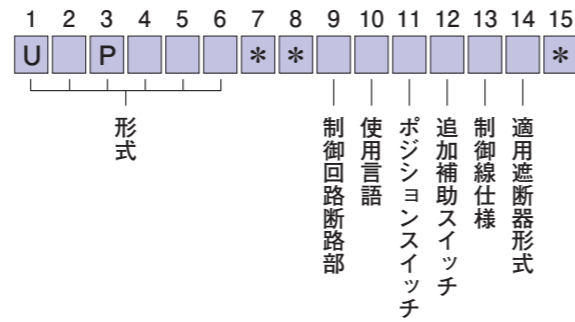 1 2 3 4 5 6 7 8 9 10 11 12 13 14 15
U P * * *
形式
制御回路断路部
使用言語
ポジションスイッチ
追加補助スイッチ
制御線仕様
適用遮断器形式